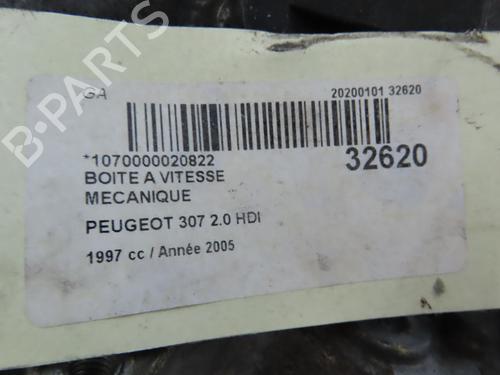 GA
20200101 32620
*1070000020822
32620
BOITE A VITESSE
MECANIQUE
PEUGEOT 307 2.0 HDI
1997 cc / Année 2005
B-PARTS